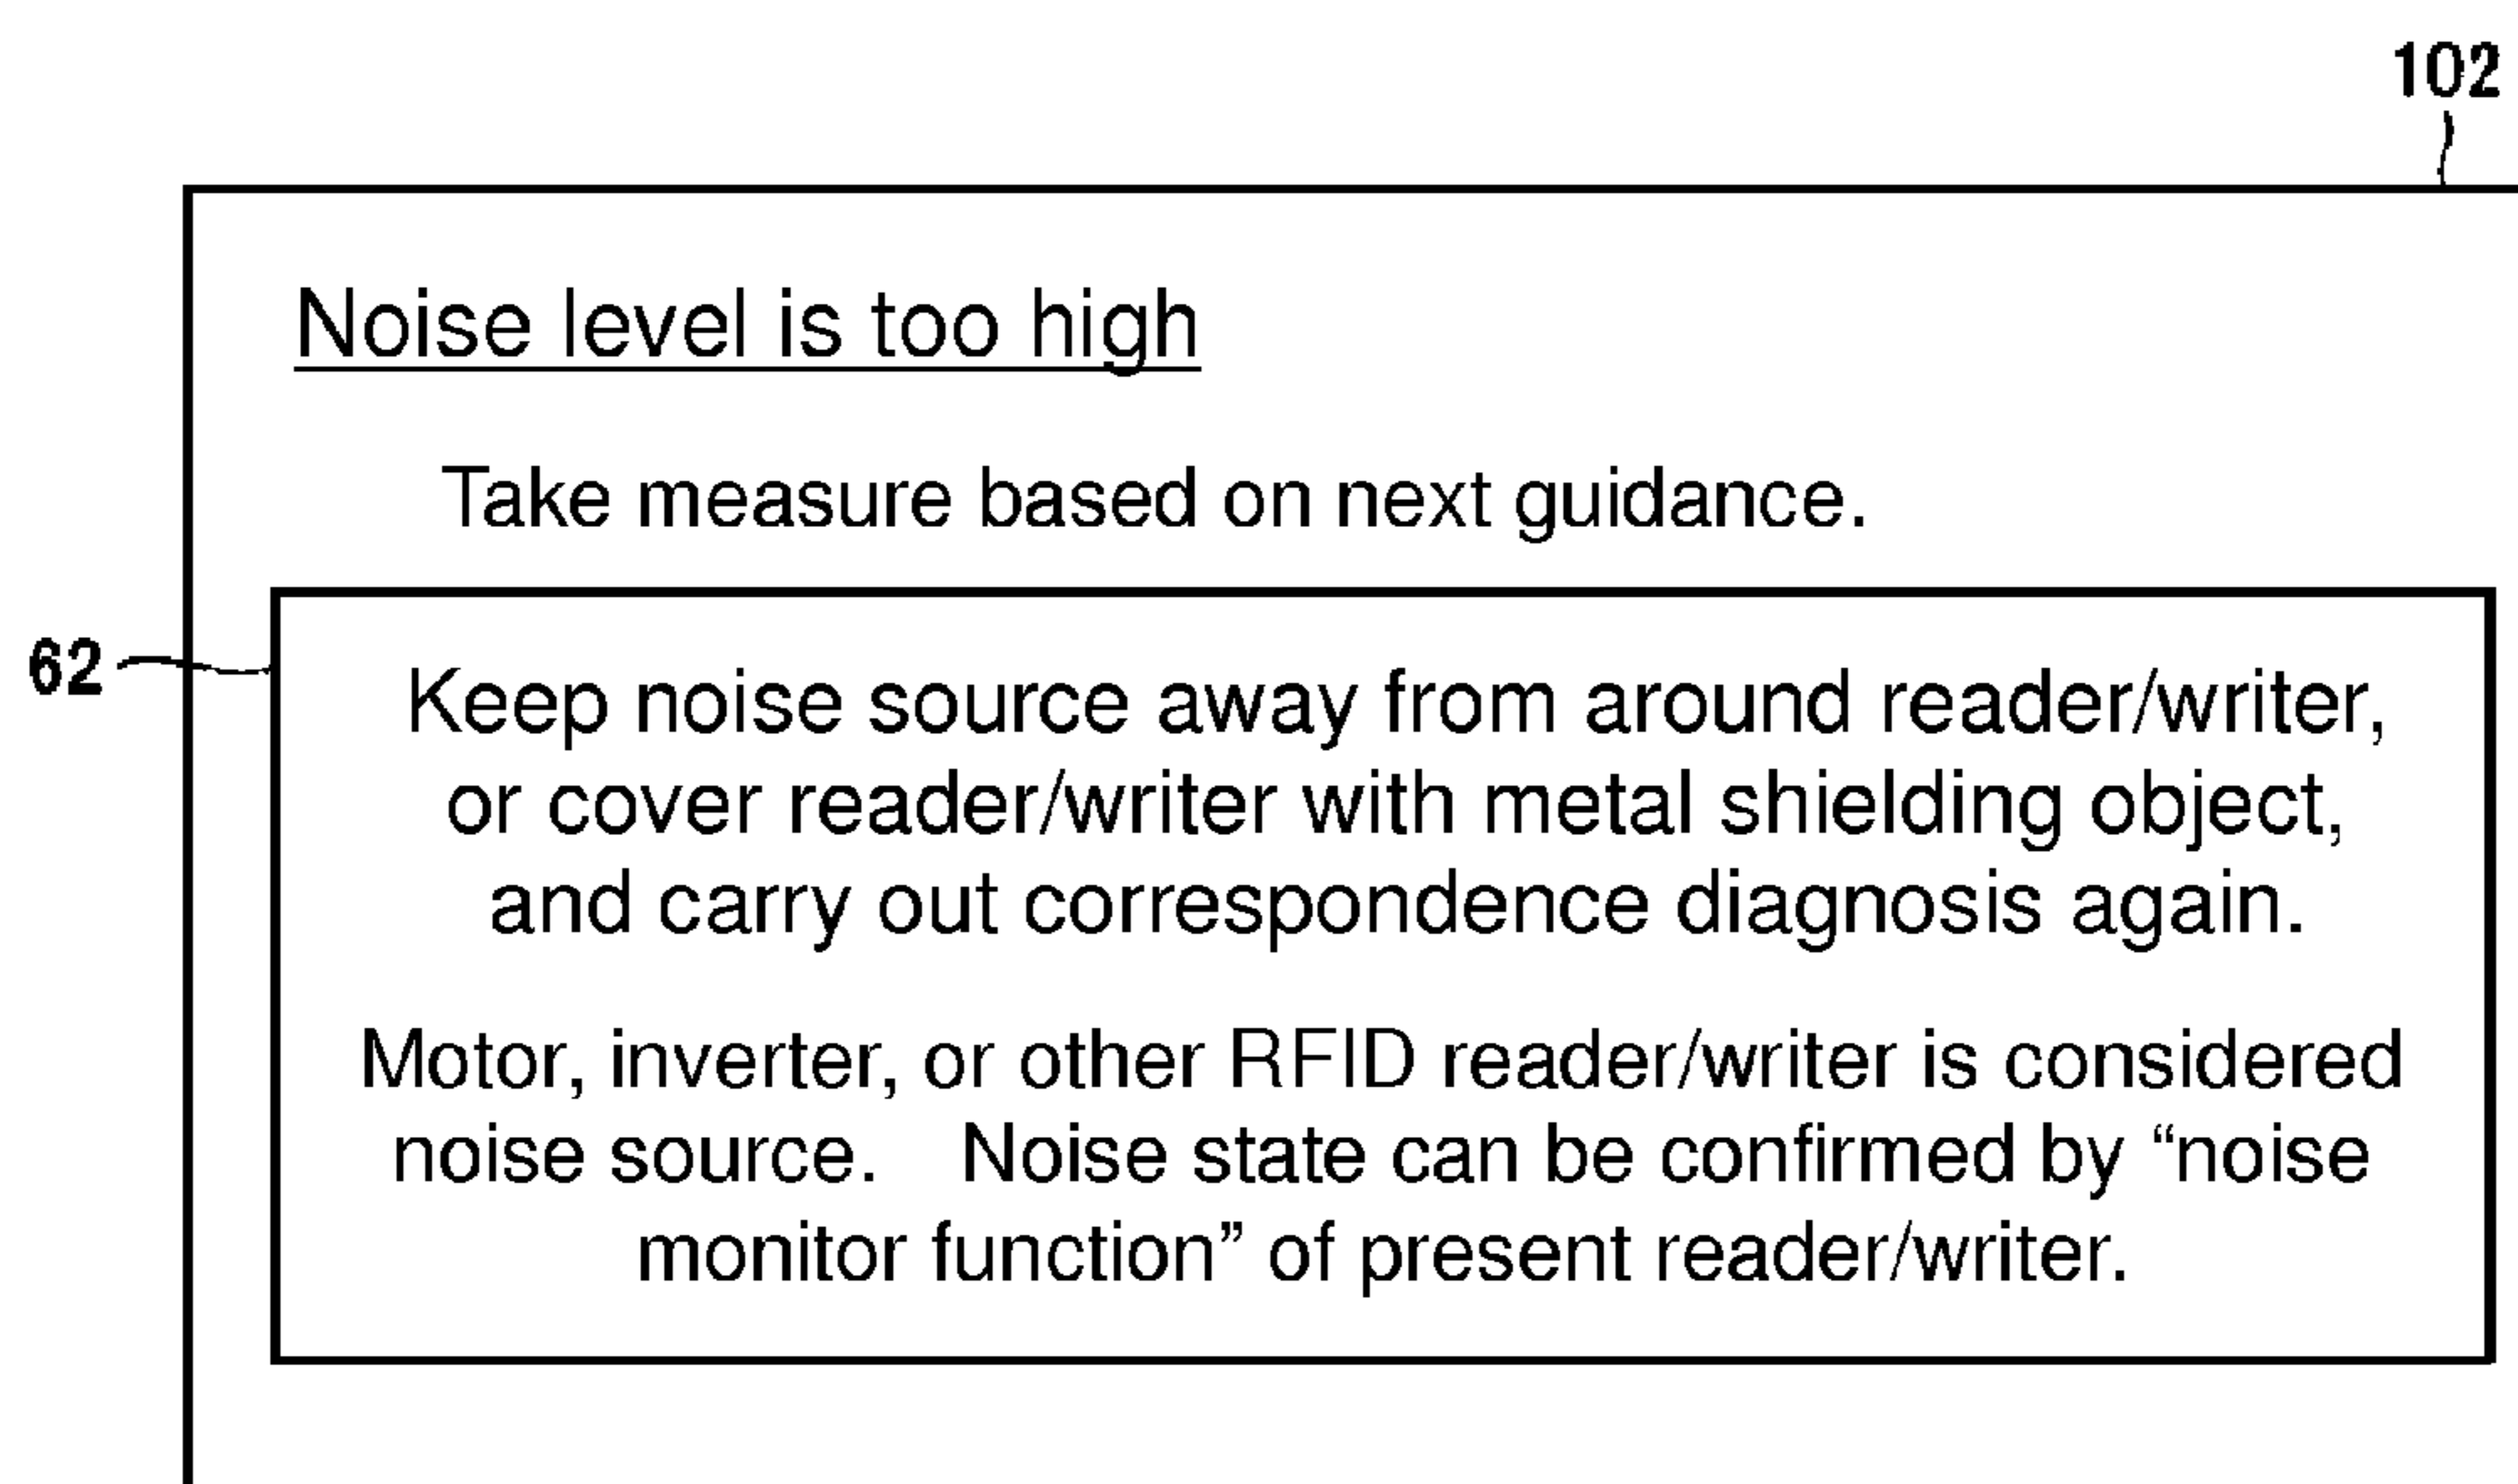 102
Noise level is too high
Take measure based on next guidance.
62
Keep noise source away from around reader/writer,
or cover reader/writer with metal shielding object,
and carry out correspondence diagnosis again.
Motor, inverter, or other RFID reader/writer is considered
noise source. Noise state can be confirmed by “noise
monitor function” of present reader/writer.